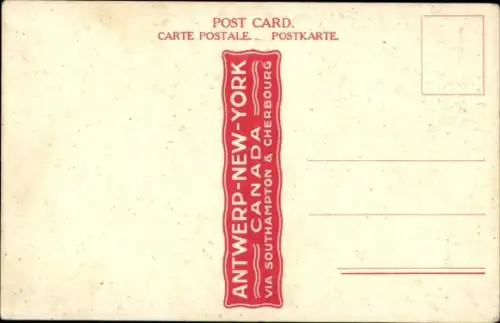 POST CARD.
CARTE POSTALE. POSTKARTE.
ANTWERP-NEW-YORK
CANADA
VIA SOUTHAMPTON & CHERBOURG